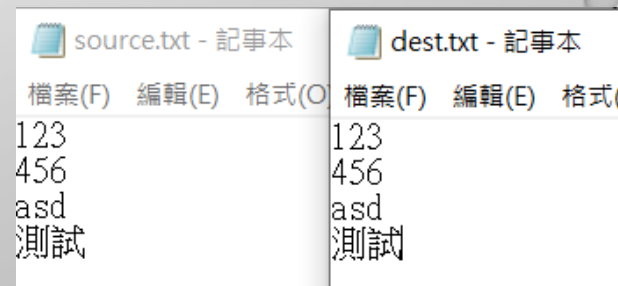 source.txt - 記事本
檔案(F) 編輯(E) 格式(O
123
456
asd
測試
dest.txt - 記事本
檔案(F) 編輯(E) 格式(
123
456
asd
測試